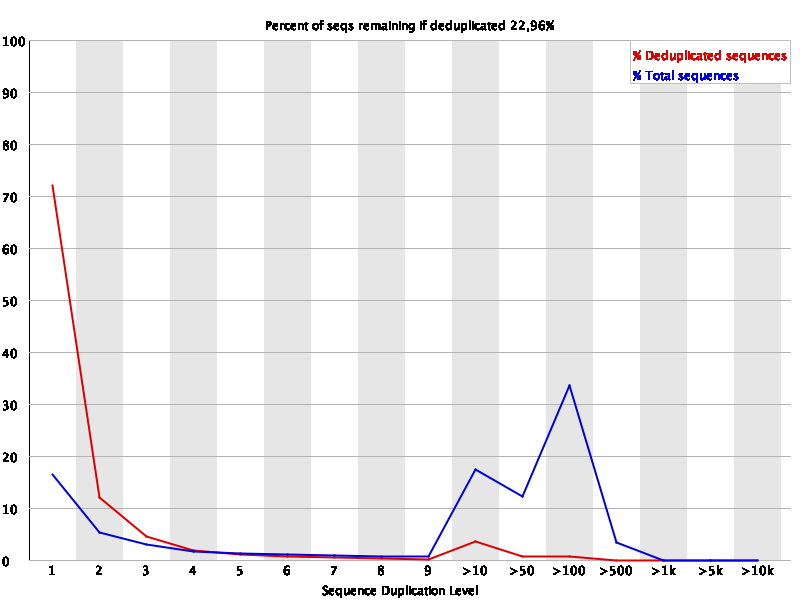 Percent of seqs remaining if deduplicated 22,96%
% Deduplicated sequences
% Total sequences
100
90
80
70
60
50
40
30
20
10
0
1 2 3 4 5 6 7 8 9 >10 >50 >100 >500 >1k >5k >10k
Sequence Duplication Level